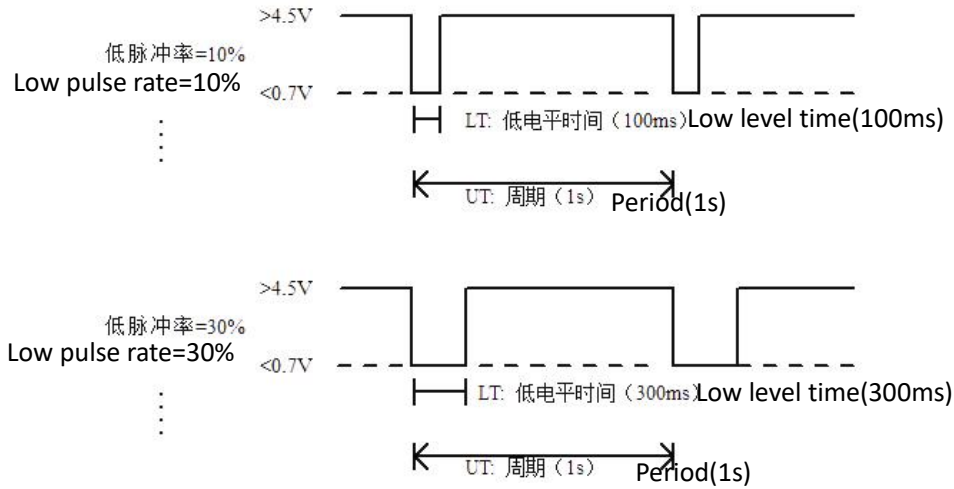 >4.5V
低脉冲率=10%
Low pulse rate=10%
<0.7V
LT: 低电平时间（100ms）Low level time(100ms)
UT: 周期（1s） Period(1s)
>4.5V
低脉冲率=30%
Low pulse rate=30%
<0.7V
LT: 低电平时间（300ms）Low level time(300ms)
UT: 周期（1s） Period(1s)